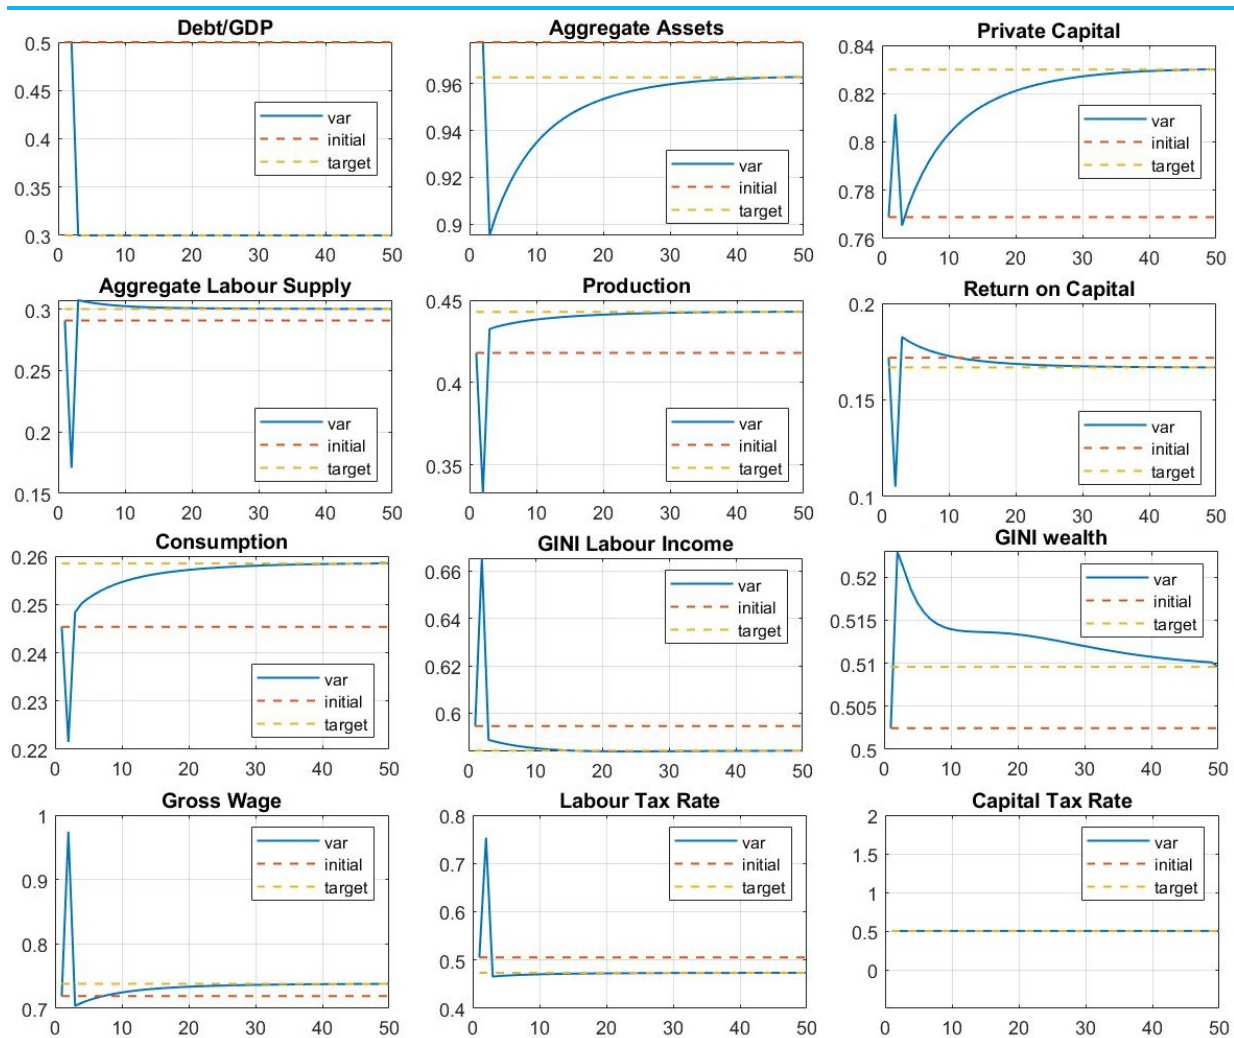 Debt/GDP
0.5
0.45
0.4
0.35
0.3
0 10 20 30 40 50
var
initial
target
Aggregate Assets
0.96
0.94
0.92
0.9
0 10 20 30 40 50
var
initial
target
Private Capital
0.84
0.82
0.8
0.78
0.76
0 10 20 30 40 50
var
initial
target
Aggregate Labour Supply
0.3
0.25
0.2
0.15
0 10 20 30 40 50
var
initial
target
Production
0.45
0.4
0.35
0 10 20 30 40 50
var
initial
target
Return on Capital
0.2
0.15
0.1
0 10 20 30 40 50
var
initial
target
Consumption
0.26
0.25
0.24
0.23
0.22
0 10 20 30 40 50
var
initial
target
GINI Labour Income
0.66
0.64
0.62
0.6
0 10 20 30 40 50
var
initial
target
GINI wealth
0.52
0.515
0.51
0.505
0.5
0 10 20 30 40 50
var
initial
target
Gross Wage
1
0.9
0.8
0.7
0 10 20 30 40 50
var
initial
target
Labour Tax Rate
0.8
0.7
0.6
0.5
0.4
0 10 20 30 40 50
var
initial
target
Capital Tax Rate
2
1.5
1
0.5
0
0 10 20 30 40 50
var
initial
target